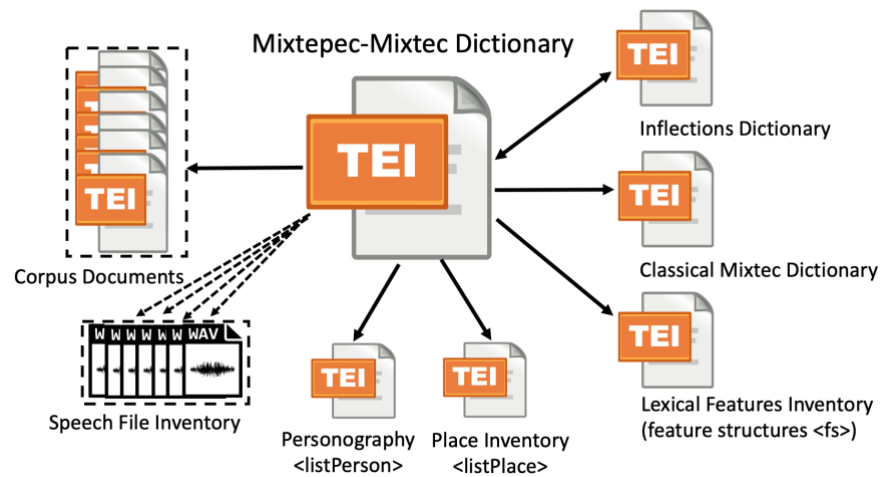 Mixtepec-Mixtec Dictionary
TEI
TEI
Corpus Documents
W W W W W W WAV
Speech File Inventory
TEI
Personography
<listPerson>
TEI
Place Inventory
<listPlace>
TEI
Inflections Dictionary
TEI
Classical Mixtec Dictionary
TEI
Lexical Features Inventory
(feature structures <fs>)